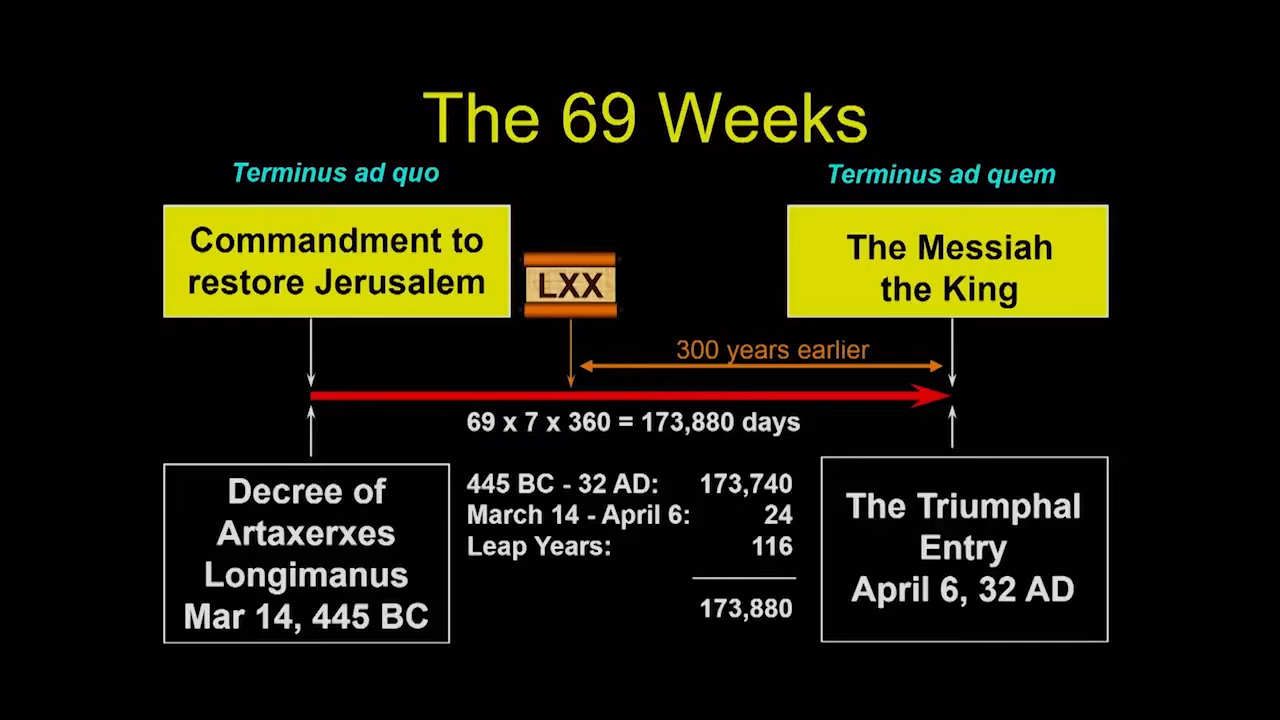 The 69 Weeks
Terminus ad quo
Terminus ad quem
Commandment to
restore Jerusalem
LXX
The Messiah
the King
300 years earlier
69 x 7 x 360 = 173,880 days
Decree of
Artaxerxes
Longimanus
Mar 14, 445 BC
445 BC - 32 AD: 173,740
March 14 - April 6: 24
Leap Years: 116
173,880
The Triumphal
Entry
April 6, 32 AD